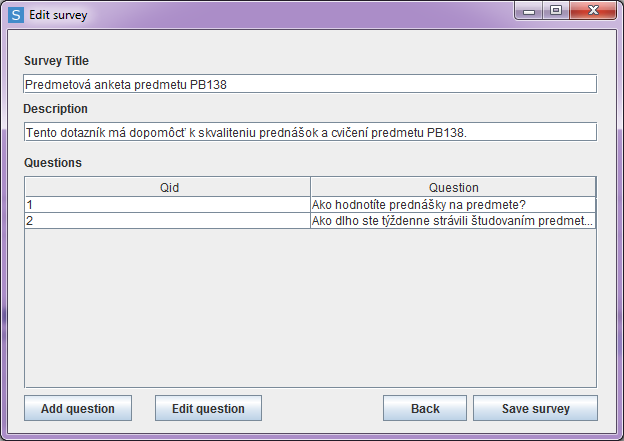 S Edit survey
Survey Title
Predmetová anketa predmetu PB138
Description
Tento dotazník má dopomôcť k skvaliteniu prednášok a cvičení predmetu PB138.
Questions
Qid Question
1 Ako hodnotíte prednášky na predmete?
2 Ako dlho ste týždenne strávili študovaním predmet...
Add question Edit question Back Save survey